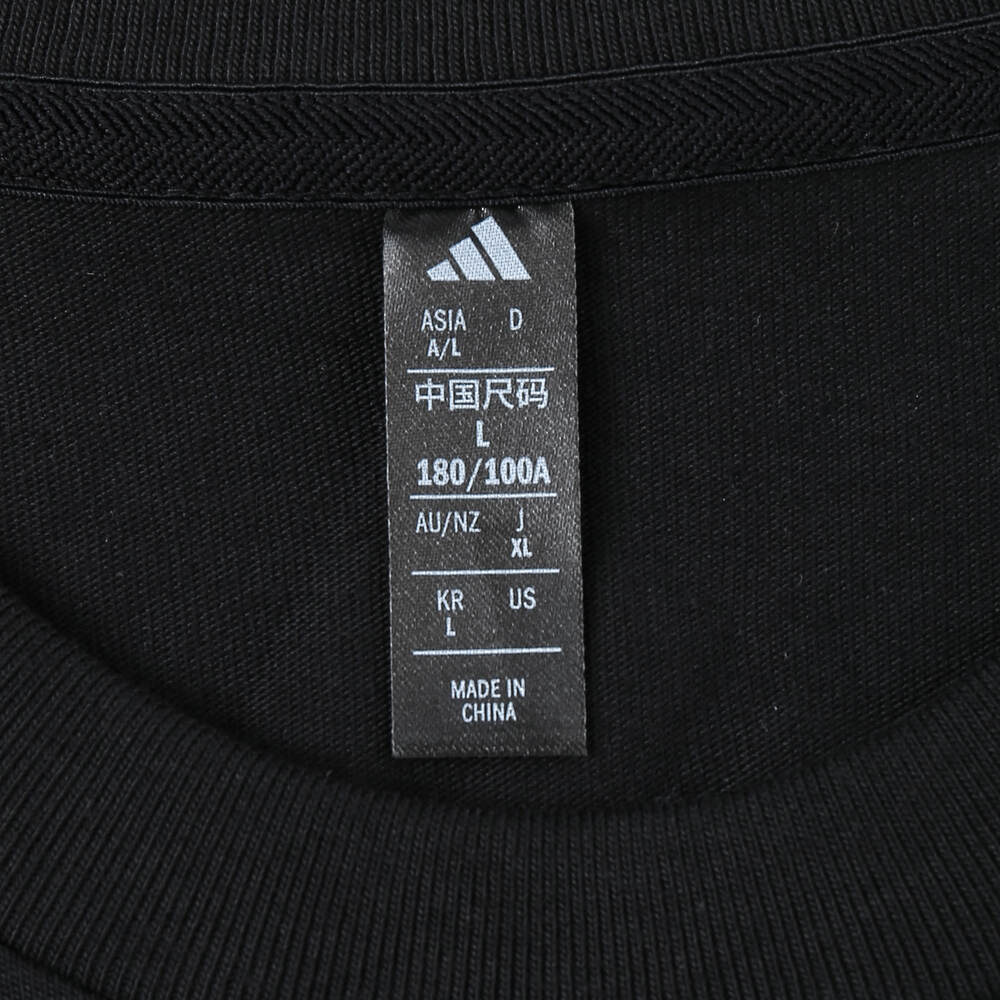 ASIA D
A/L
中国尺码
L
180/100A
AU/NZ J
XL
KR US
L
MADE IN
CHINA